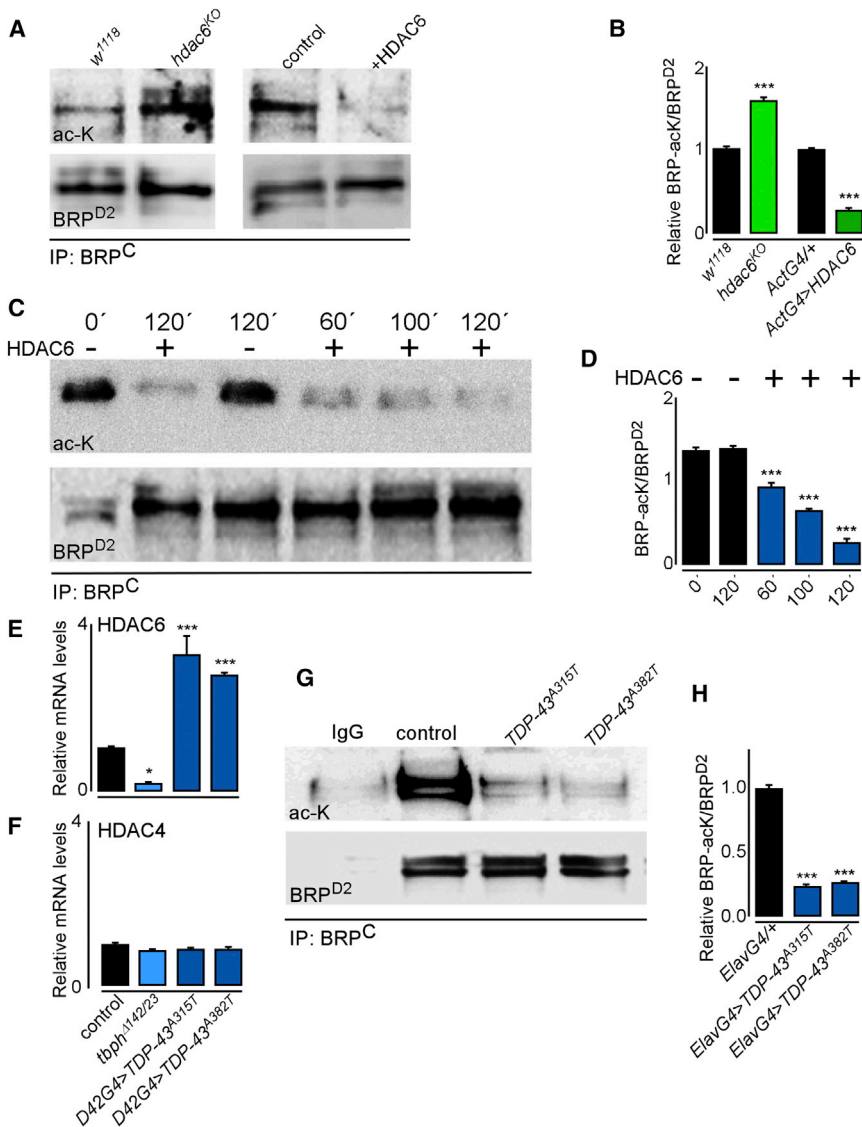 A
w1118
hdac6KO
control
+HDAC6
ac-K
BRPD2
IP: BRPC
B
Relative BRP-acK/BRPD2
2
1
0
***
***
w1118
hdac6KO
ActG4/+
ActG4>HDAC6
C
0´ 120´ 120´ 60´ 100´ 120´
HDAC6 - + - + + +
ac-K
BRPD2
IP: BRPC
D
HDAC6 - - + + +
BRP-acK/BRPD2
2
1
0
***
***
***
0´
120´
60´
100´
120´
E
HDAC6
Relative mRNA levels
4
0
*
***
***
F
HDAC4
Relative mRNA levels
4
0
control
tbphΔ142/23
D42G4>TDP-43A315T
D42G4>TDP-43A382T
G
IgG
control
TDP-43A315T
TDP-43A382T
ac-K
BRPD2
IP: BRPC
H
Relative BRP-acK/BRPD2
1.0
0.5
0.0
***
***
ElavG4/+
ElavG4>TDP-43A315T
ElavG4>TDP-43A382T